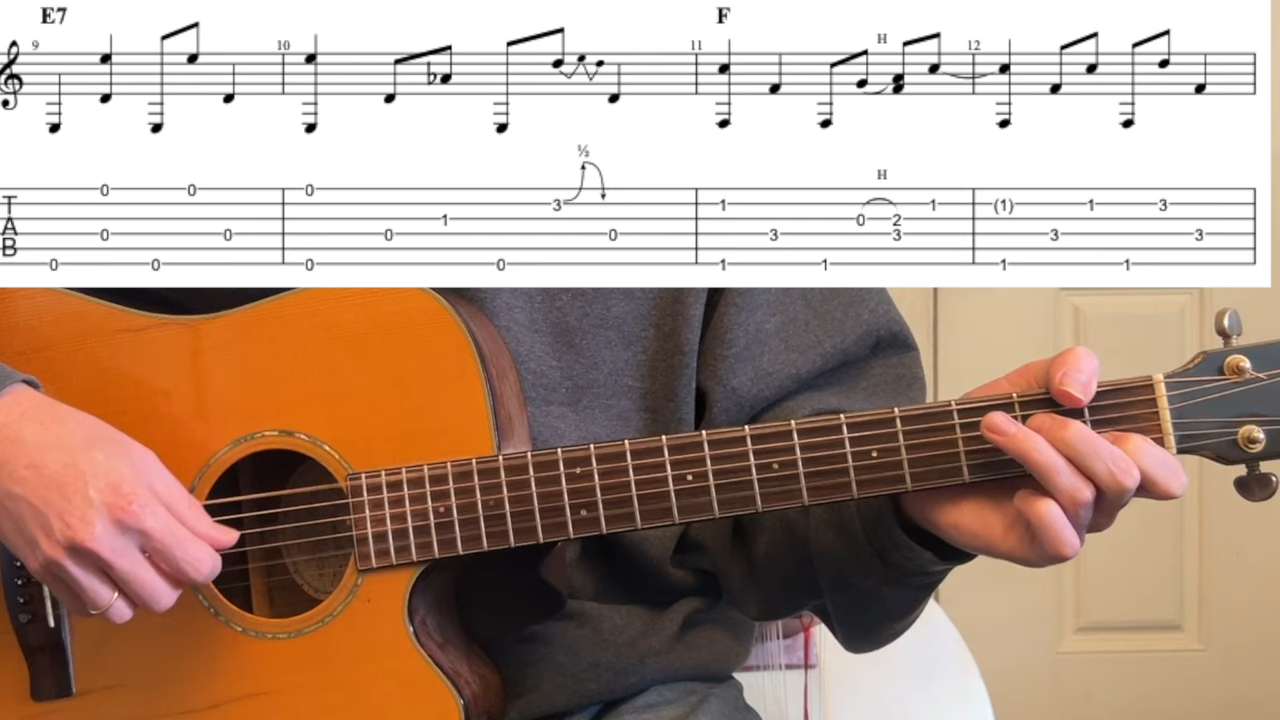 E7 F
9 10 11 H 12
½
H
0 0 0 3 1 1 (1) 1 3
1 0 2
T
A 0 0 0 0 3 3 3 3
B
0 0 0 0 1 1 1 1